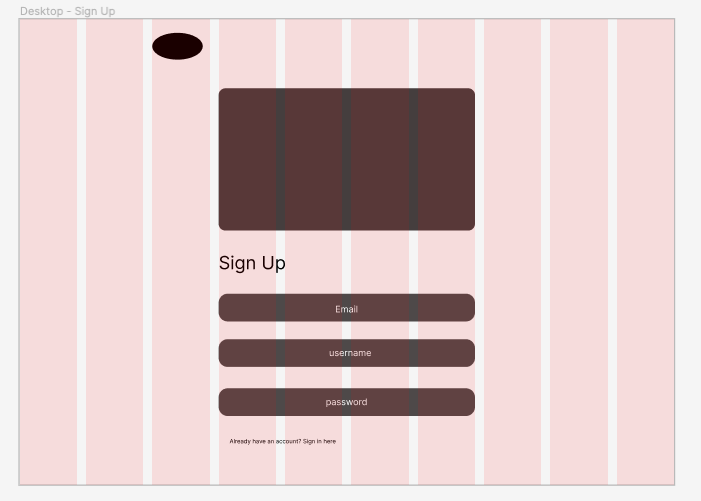 Desktop - Sign Up
Sign Up
Email
username
password
Already have an account? Sign in here